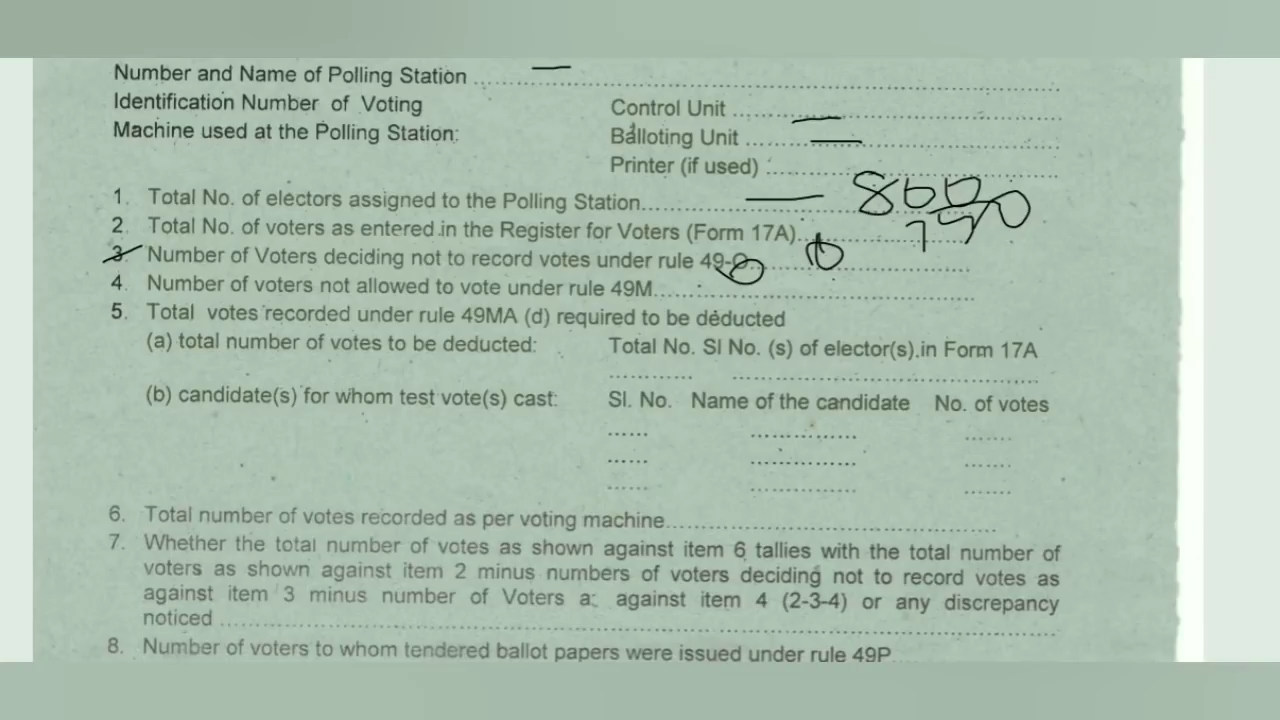 Number and Name of Polling Station ........................
Identification Number of Voting Control Unit ........................
Machine used at the Polling Station: Balloting Unit ........................
Printer (if used) ........................
1. Total No. of electors assigned to the Polling Station........................ 800
2. Total No. of voters as entered in the Register for Voters (Form 17A)........................ 750
3. Number of Voters deciding not to record votes under rule 49-O........................ 10
4. Number of voters not allowed to vote under rule 49M........................
5. Total votes recorded under rule 49MA (d) required to be deducted
(a) total number of votes to be deducted: Total No. Sl No. (s) of elector(s).in Form 17A
............ ........................
(b) candidate(s) for whom test vote(s) cast: Sl. No. Name of the candidate No. of votes
...... ................ .......
...... ................ .......
...... ................ .......
6. Total number of votes recorded as per voting machine........................
7. Whether the total number of votes as shown against item 6 tallies with the total number of
voters as shown against item 2 minus numbers of voters deciding not to record votes as
against item 3 minus number of Voters a: against item 4 (2-3-4) or any discrepancy
noticed ........................
8. Number of voters to whom tendered ballot papers were issued under rule 49P